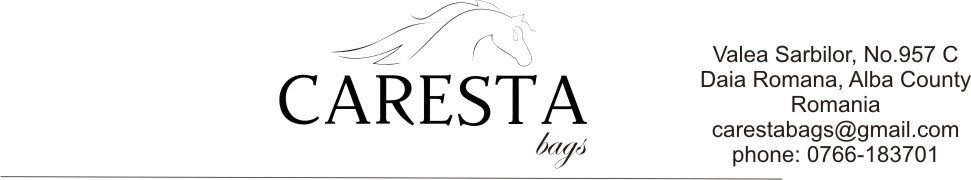 CARESTA
bags
Valea Sarbilor, No.957 C
Daia Romana, Alba County
Romania
carestabags@gmail.com
phone: 0766-183701